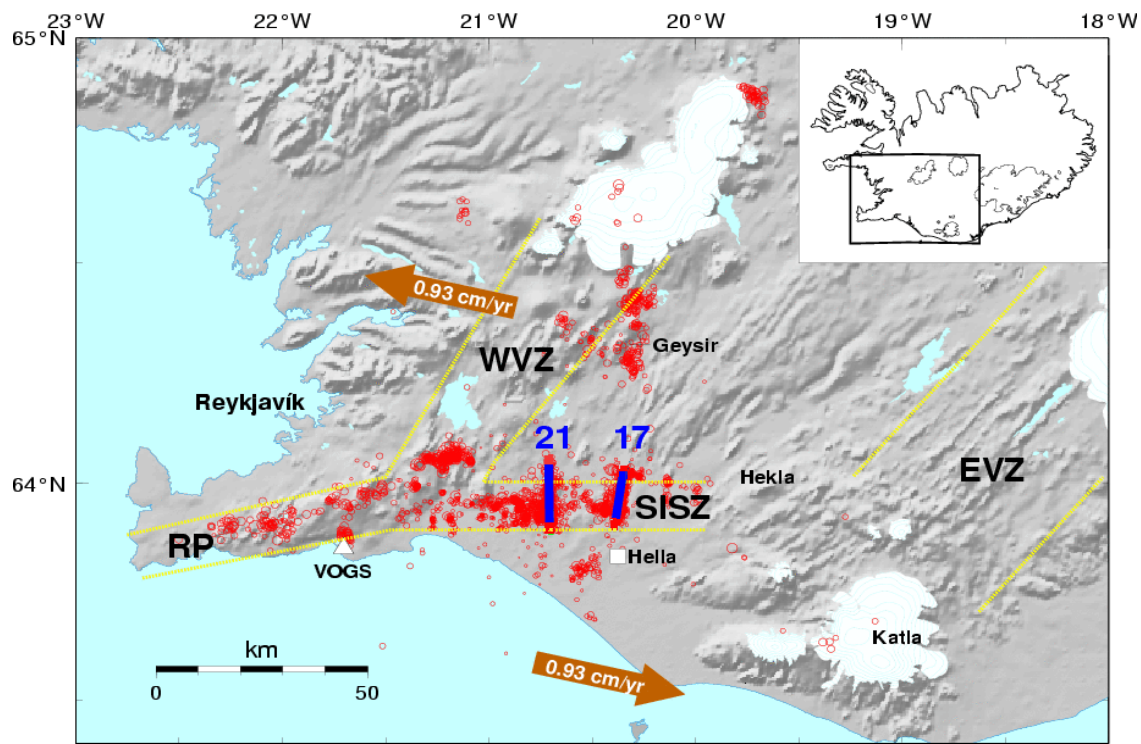 23°W 22°W 21°W 20°W 19°W 18°W
65°N
0.93 cm/yr
WVZ
Geysir
Reykjavík
21 17
64°N
Hekla
EVZ
SISZ
RP
VOGS
Hella
Katla
km
0.93 cm/yr
0 50